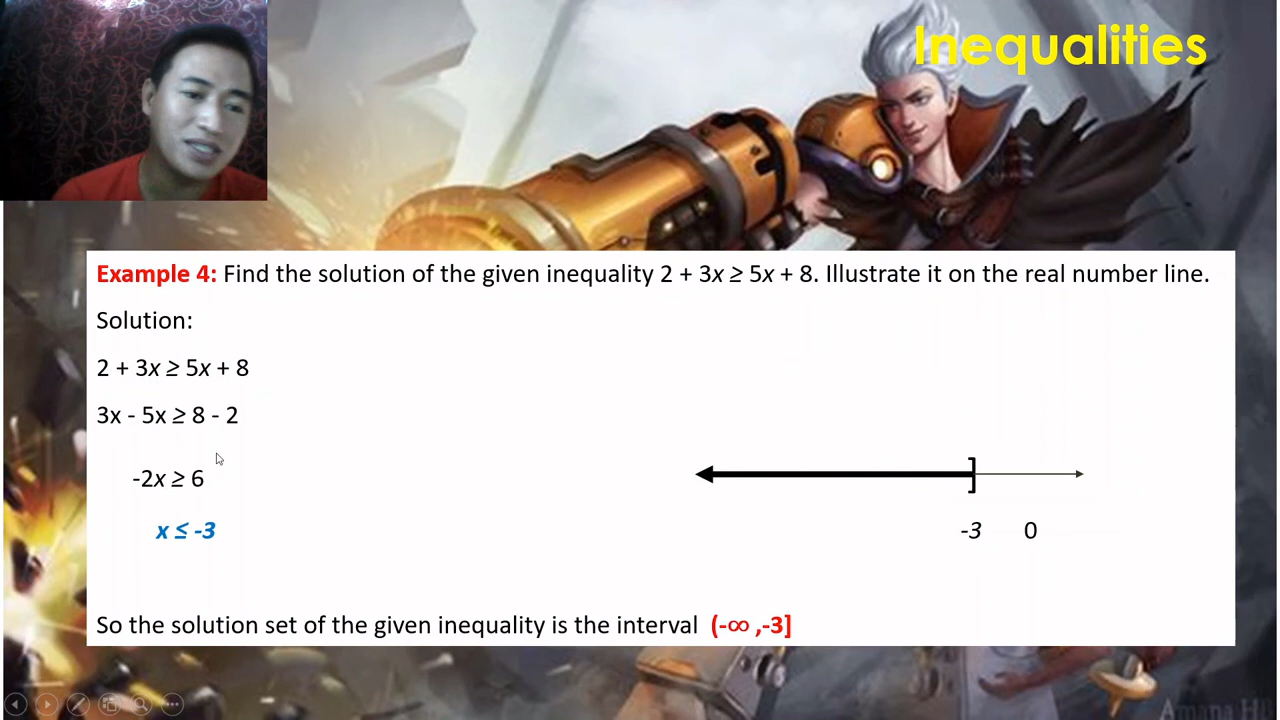 Inequalities
Example 4: Find the solution of the given inequality 2 + 3x ≥ 5x + 8. Illustrate it on the real number line.
Solution:
2 + 3x ≥ 5x + 8
3x - 5x ≥ 8 - 2
-2x ≥ 6
x ≤ -3
-3 0
So the solution set of the given inequality is the interval (-∞ ,-3]